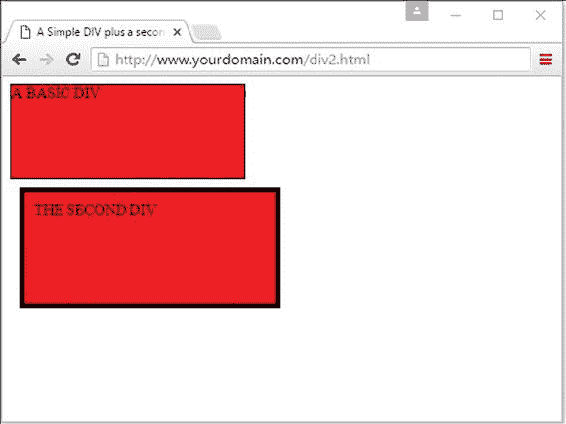 A Simple DIV plus a secon
http://www.yourdomain.com/div2.html
A BASIC DIV
THE SECOND DIV